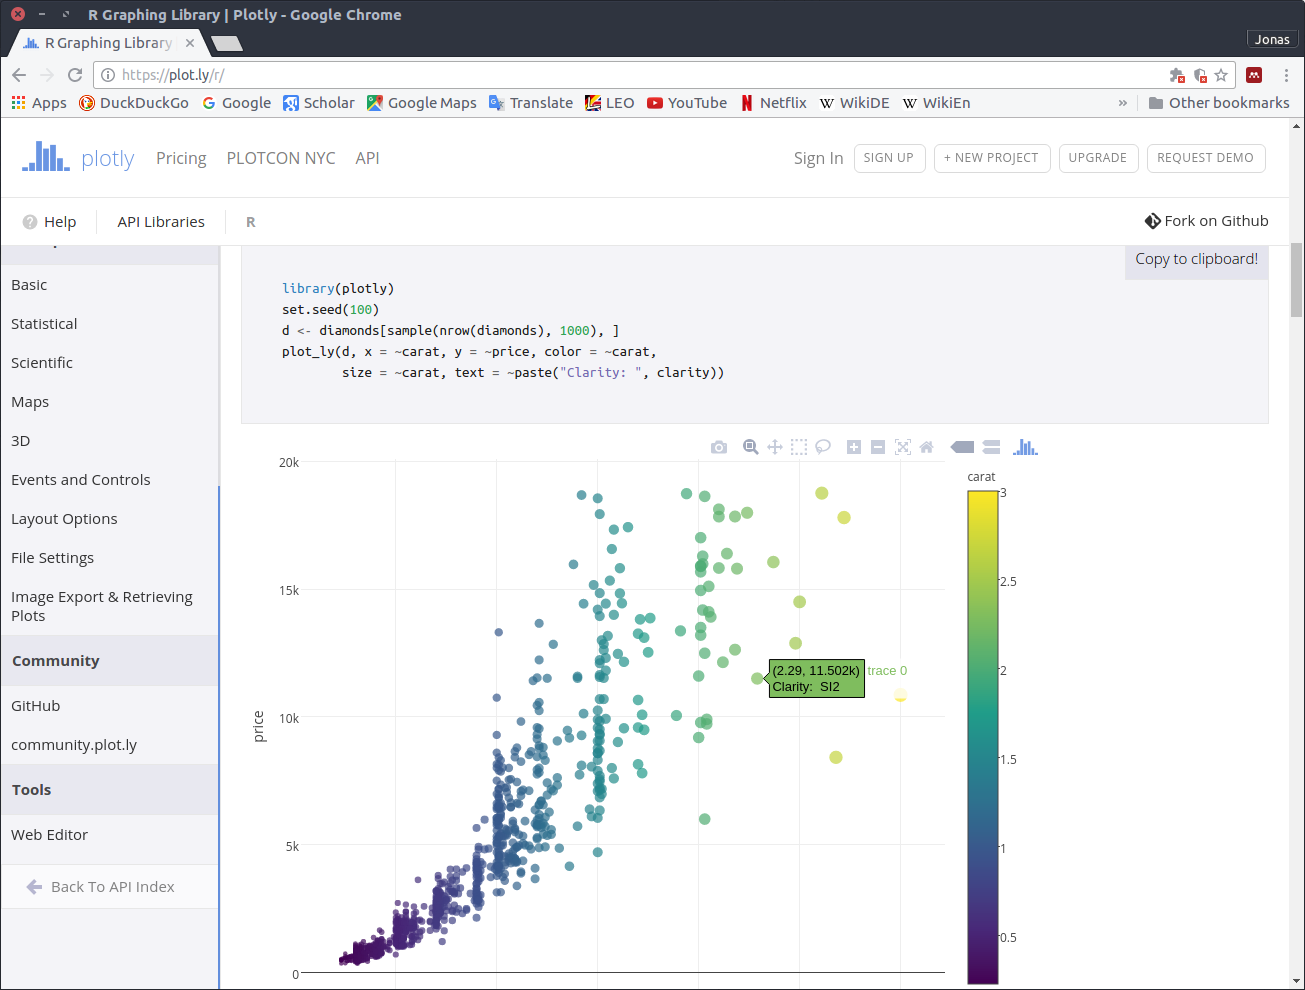 R Graphing Library | Plotly - Google Chrome
R Graphing Library
Jonas
https://plot.ly/r/
Apps DuckDuckGo Google Scholar Google Maps Translate LEO YouTube Netflix WikiDE WikiEn » Other bookmarks
plotly Pricing PLOTCON NYC API Sign In SIGN UP + NEW PROJECT UPGRADE REQUEST DEMO
Help API Libraries R Fork on Github
Copy to clipboard!
library(plotly)
set.seed(100)
d <- diamonds[sample(nrow(diamonds), 1000), ]
plot_ly(d, x = ~carat, y = ~price, color = ~carat,
size = ~carat, text = ~paste("Clarity: ", clarity))
Basic
Statistical
Scientific
Maps
3D
Events and Controls
Layout Options
File Settings
Image Export & Retrieving
Plots
Community
GitHub
community.plot.ly
Tools
Web Editor
Back To API Index
20k
15k
10k
5k
0
price
(2.29, 11.502k) trace 0
Clarity: SI2
carat
3
2.5
2
1.5
1
0.5